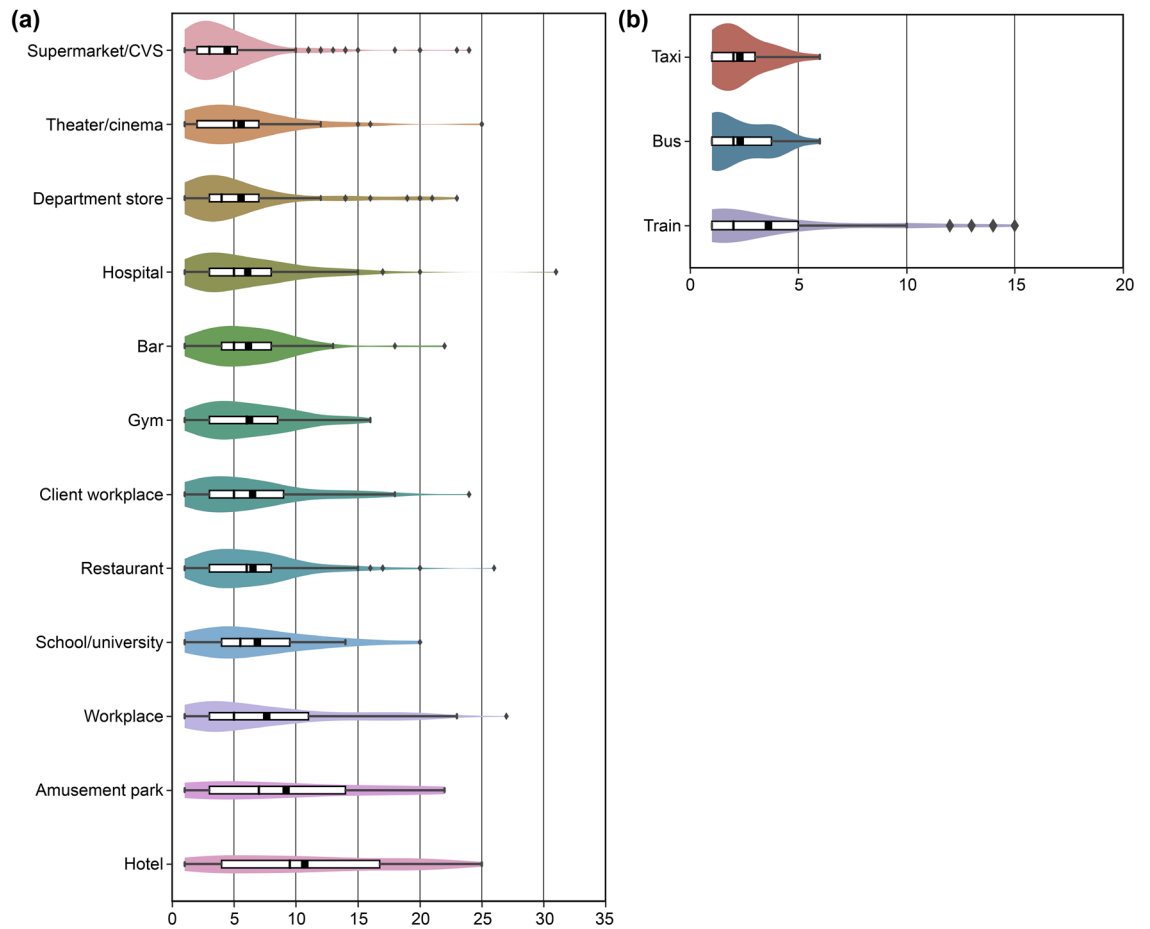 (a)
Supermarket/CVS
Theater/cinema
Department store
Hospital
Bar
Gym
Client workplace
Restaurant
School/university
Workplace
Amusement park
Hotel
0 5 10 15 20 25 30 35
(b)
Taxi
Bus
Train
0 5 10 15 20